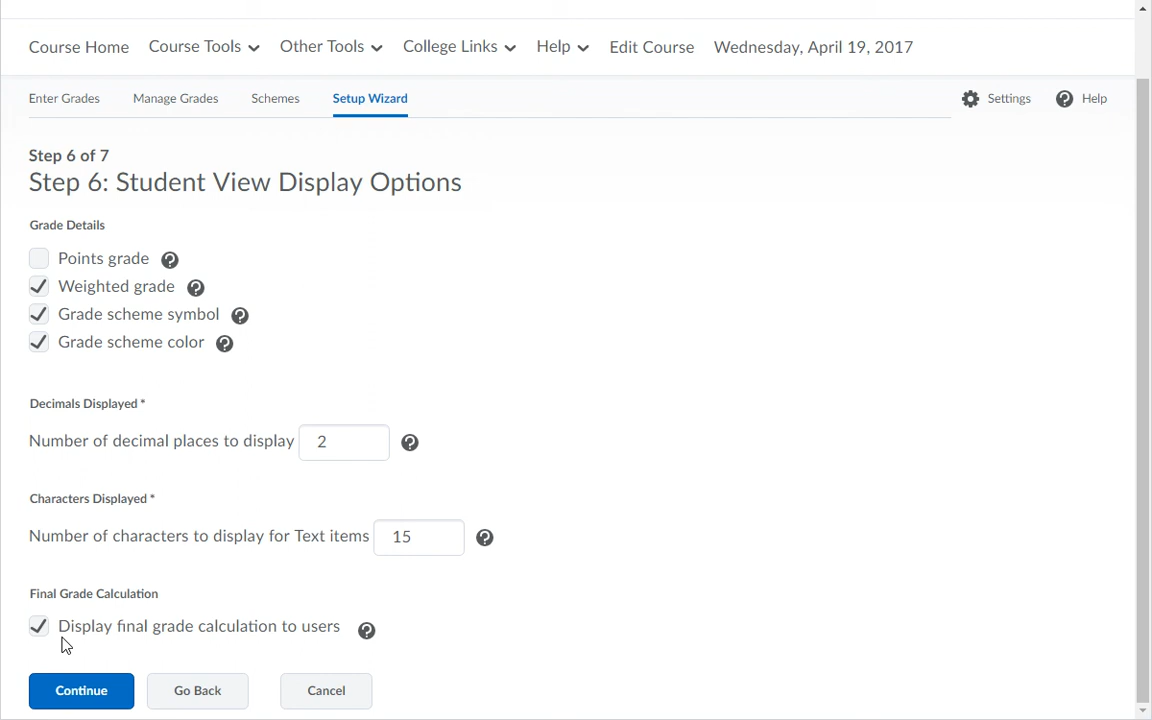 Course Home Course Tools Other Tools College Links Help Edit Course Wednesday, April 19, 2017
Enter Grades Manage Grades Schemes Setup Wizard Settings Help
Step 6 of 7
Step 6: Student View Display Options
Grade Details
Points grade
Weighted grade
Grade scheme symbol
Grade scheme color
Decimals Displayed *
Number of decimal places to display 2
Characters Displayed *
Number of characters to display for Text items 15
Final Grade Calculation
Display final grade calculation to users
Continue Go Back Cancel